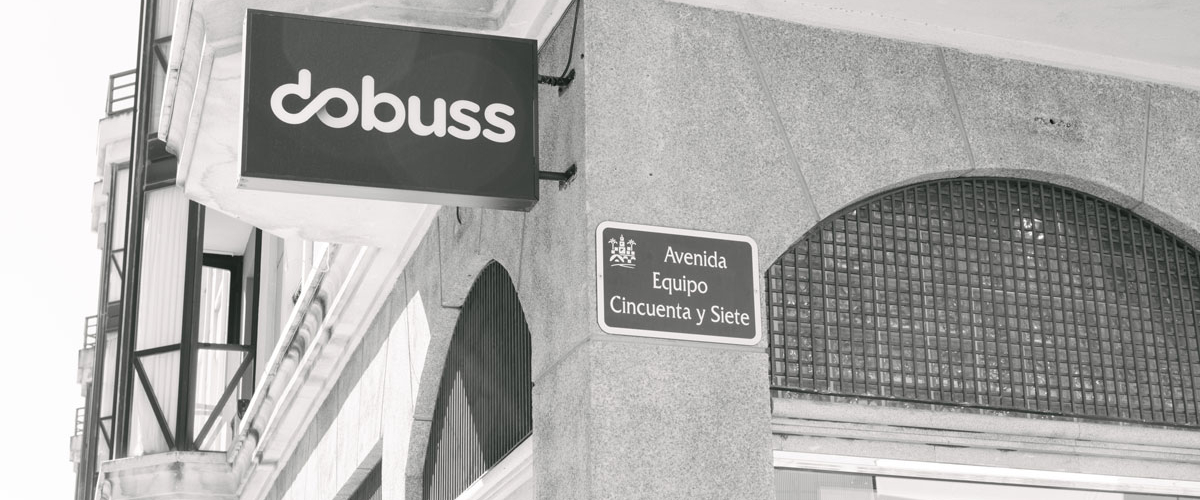 dobuss
Avenida
Equipo
Cincuenta y Siete